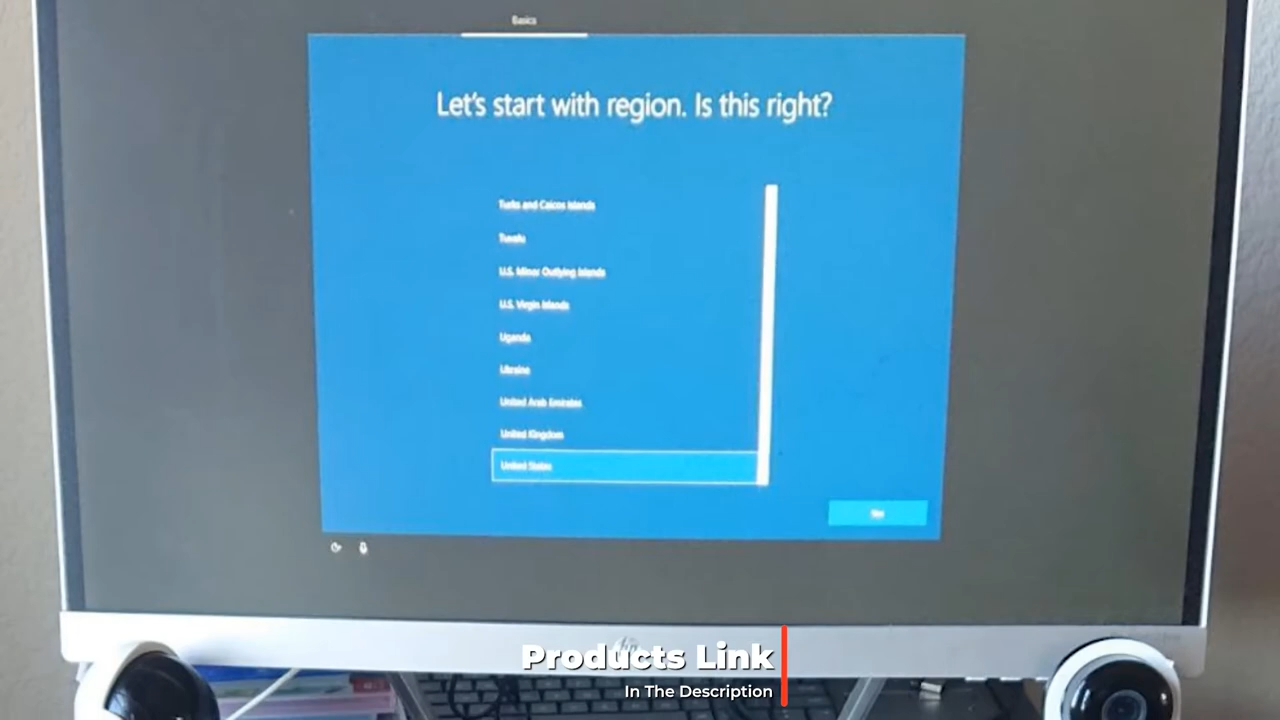 Basics
Let's start with region. Is this right?
Turks and Caicos Islands
Tuvalu
U.S. Minor Outlying Islands
U.S. Virgin Islands
Uganda
Ukraine
United Arab Emirates
United Kingdom
United States
Yes
hp
Products Link
In The Description